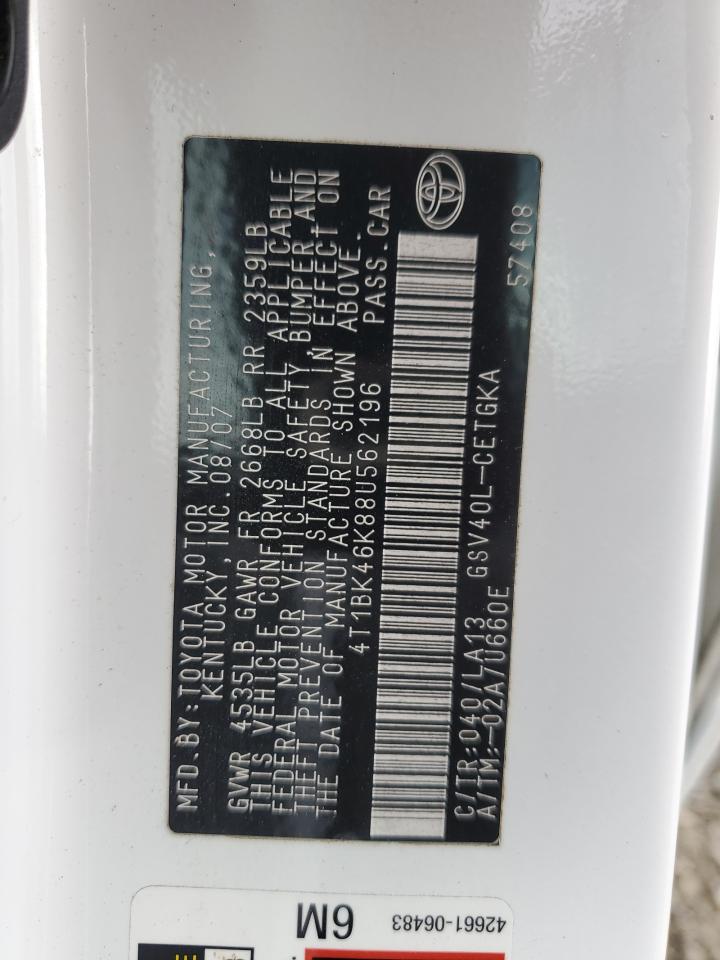 MFD.BY:TOYOTA MOTOR MANUFACTURING,
KENTUCKY,INC.08/07
GVWR 4535LB GAWR FR 2668LB RR 2359LB
THIS VEHICLE CONFORMS TO ALL APPLICABLE
FEDERAL MOTOR VEHICLE SAFETY,BUMPER,AND
THEFT PREVENTION STANDARDS IN EFFECT ON
THE DATE OF MANUFACTURE SHOWN ABOVE.
4T1BK46K88U562196 PASS.CAR
C/TR:040/LA13 GSV40L-CETGKA
A/TM:-02A/U660E 57408
6M
42661-06483